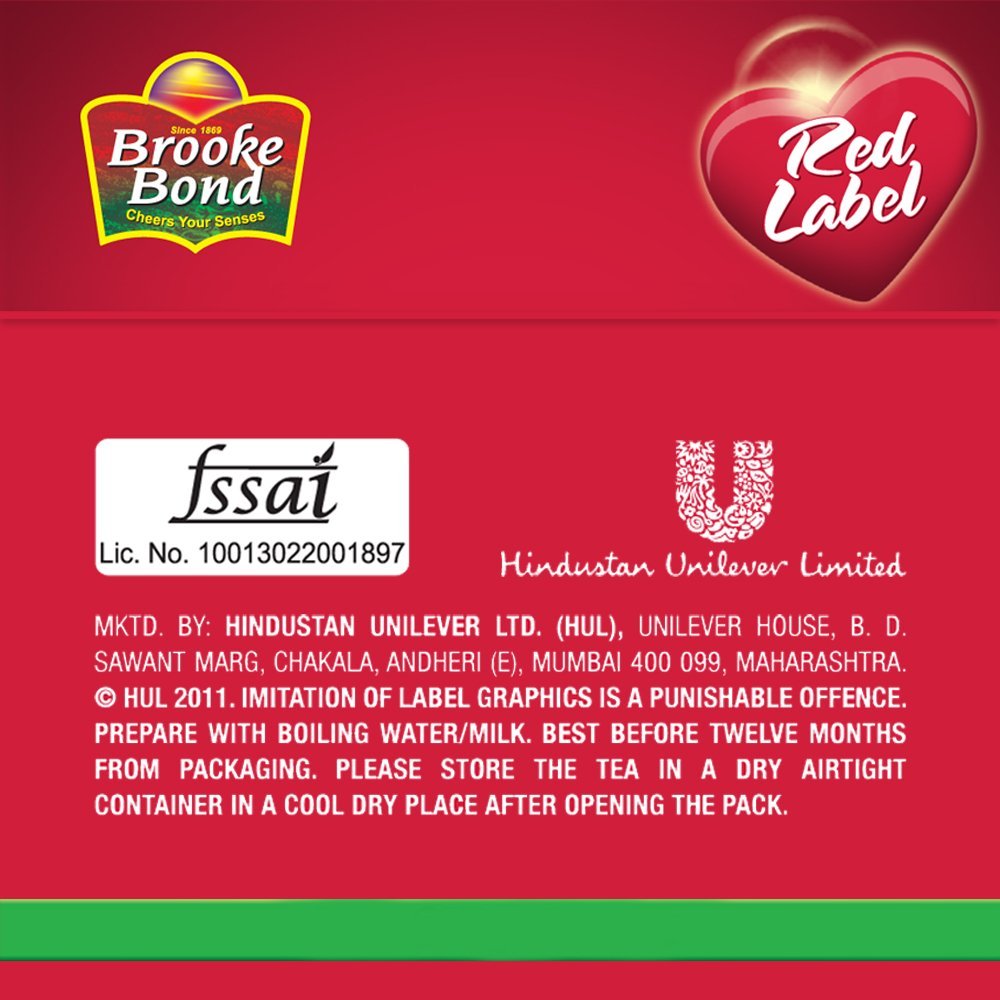 Since 1869
Brooke
Bond
Cheers Your Senses
Red
Label
fssai
Lic. No. 10013022001897
U
Hindustan Unilever Limited
MKTD. BY: HINDUSTAN UNILEVER LTD. (HUL), UNILEVER HOUSE, B. D.
SAWANT MARG, CHAKALA, ANDHERI (E), MUMBAI 400 099, MAHARASHTRA.
© HUL 2011. IMITATION OF LABEL GRAPHICS IS A PUNISHABLE OFFENCE.
PREPARE WITH BOILING WATER/MILK. BEST BEFORE TWELVE MONTHS
FROM PACKAGING. PLEASE STORE THE TEA IN A DRY AIRTIGHT
CONTAINER IN A COOL DRY PLACE AFTER OPENING THE PACK.